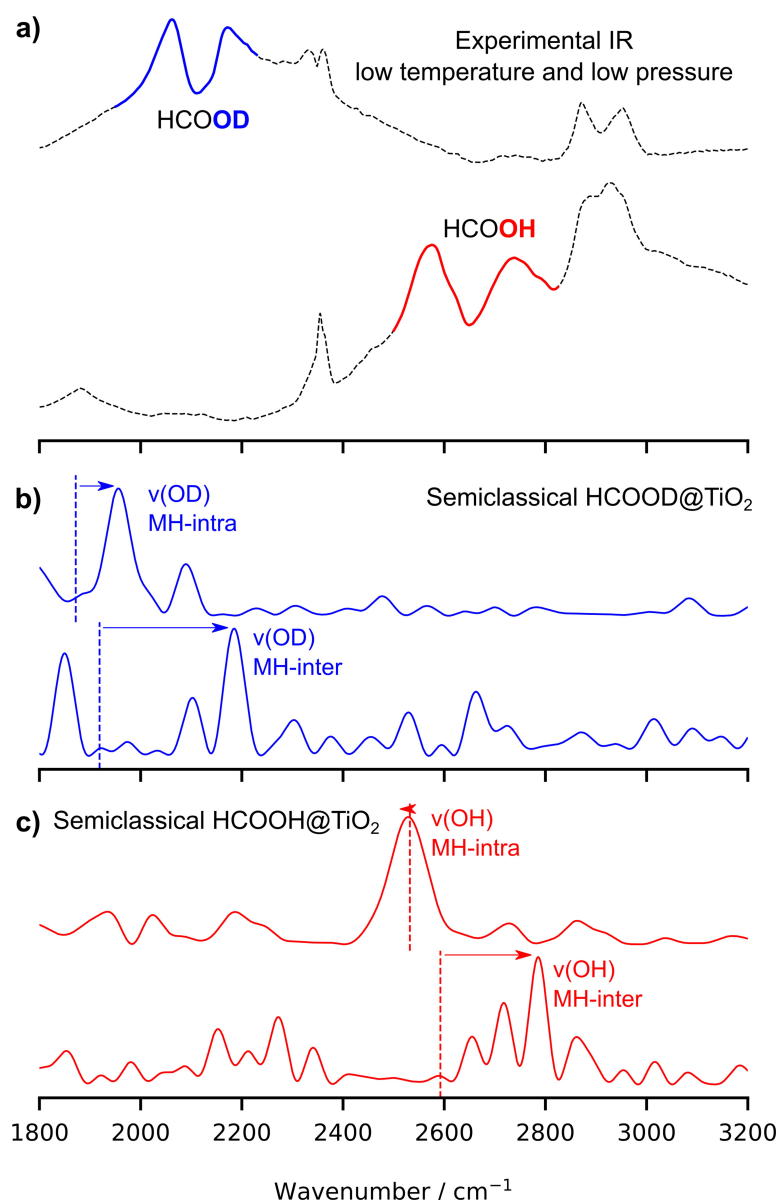 a)
Experimental IR
low temperature and low pressure
HCOOD
HCOOH
b)
Semiclassical HCOOD@TiO₂
v(OD)
MH-intra
v(OD)
MH-inter
c)
Semiclassical HCOOH@TiO₂
v(OH)
MH-intra
v(OH)
MH-inter
1800 2000 2200 2400 2600 2800 3000 3200
Wavenumber / cm⁻¹